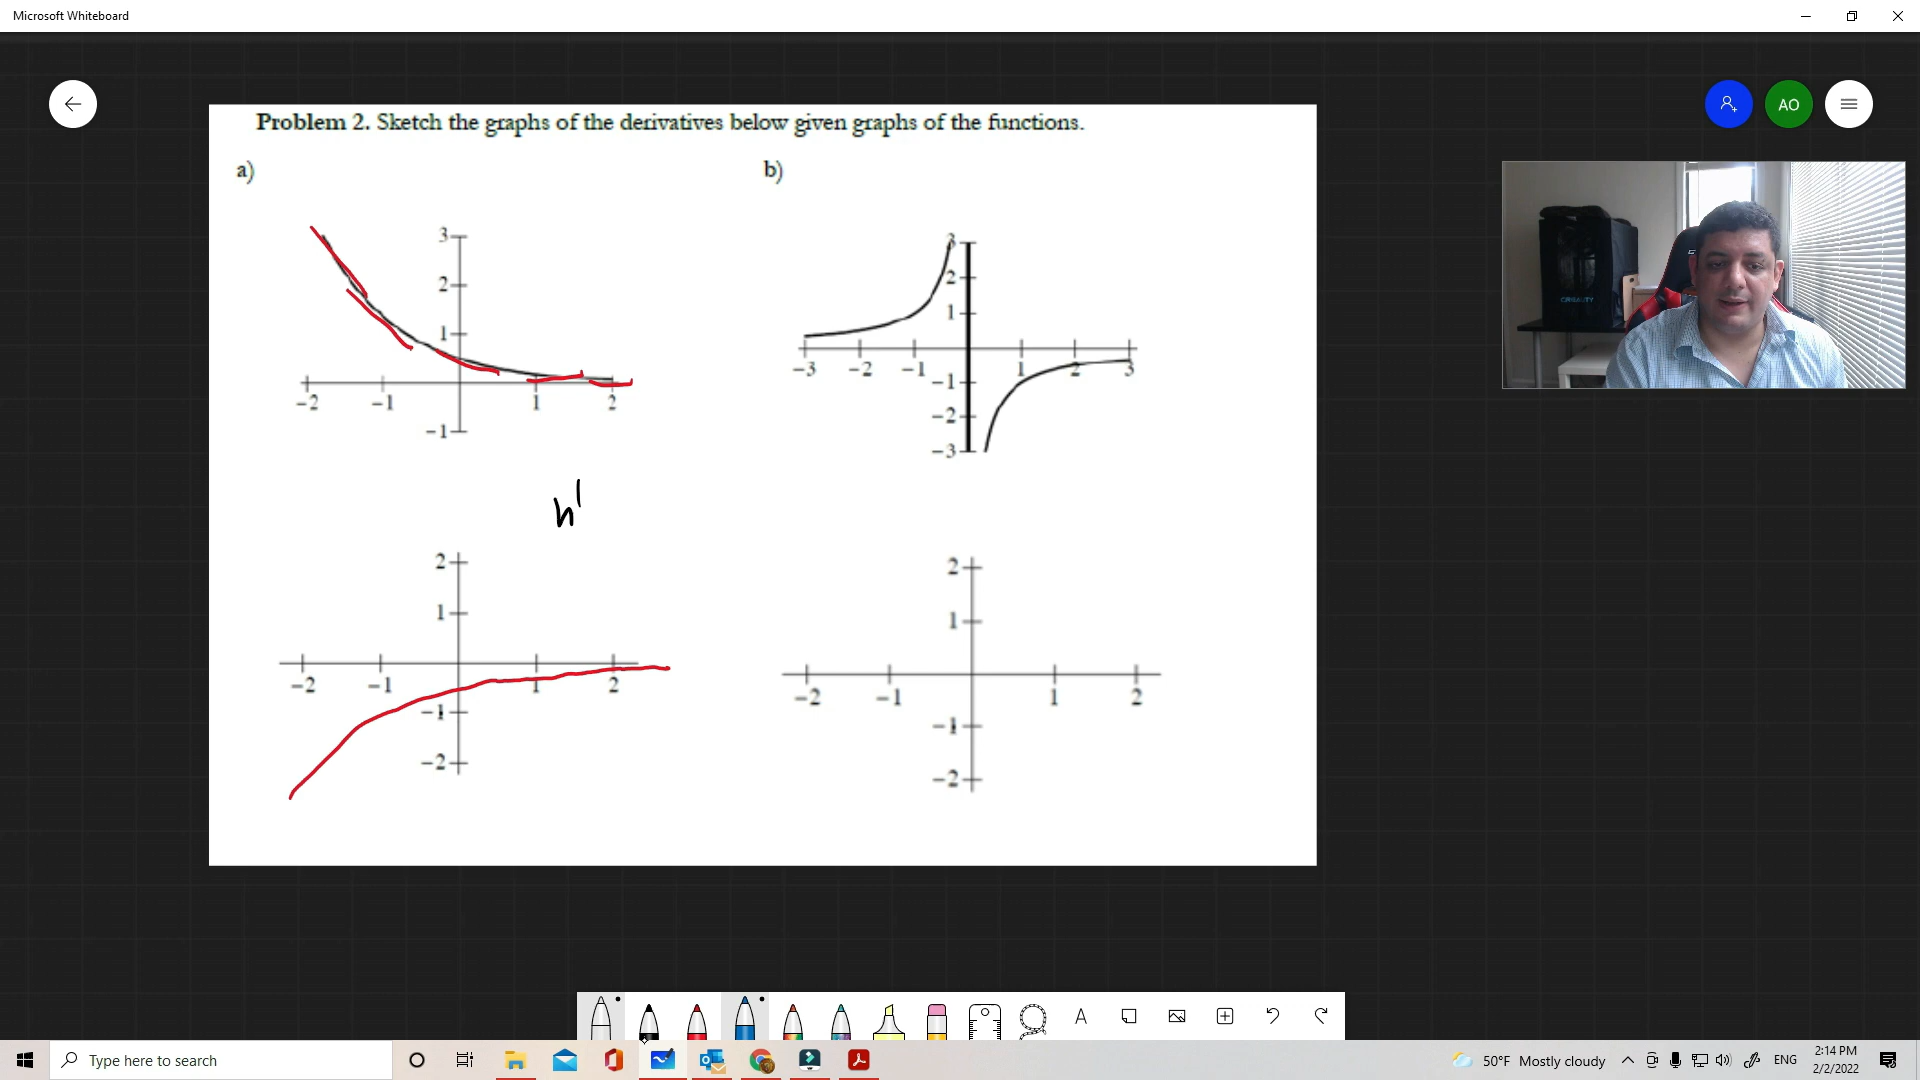 Microsoft Whiteboard
AO
Problem 2. Sketch the graphs of the derivatives below given graphs of the functions.
a)
b)
3
2
1
-2 -1 1 2
-1
3
2
1
-3 -2 -1 1 2 3
-1
-2
-3
h'
2
1
-2 -1 1 2
-1
-2
2
1
-2 -1 1 2
-1
-2
CREALITY
A
Type here to search
50°F Mostly cloudy
ENG
2:14 PM
2/2/2022